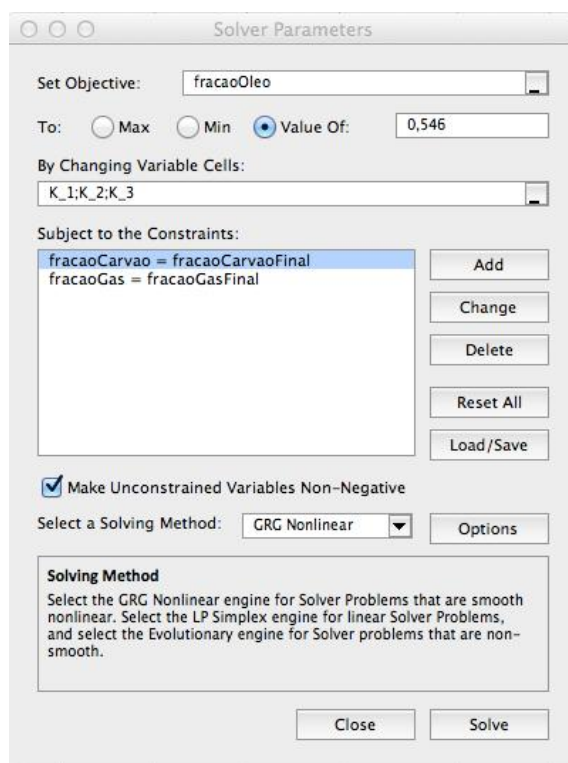 Solver Parameters
Set Objective: fracaoOleo
To: Max Min Value Of: 0,546
By Changing Variable Cells:
K_1;K_2;K_3
Subject to the Constraints:
fracaoCarvao = fracaoCarvaoFinal
fracaoGas = fracaoGasFinal
Add
Change
Delete
Reset All
Load/Save
Make Unconstrained Variables Non-Negative
Select a Solving Method: GRG Nonlinear Options
Solving Method
Select the GRG Nonlinear engine for Solver Problems that are smooth
nonlinear. Select the LP Simplex engine for linear Solver Problems,
and select the Evolutionary engine for Solver problems that are non-
smooth.
Close Solve